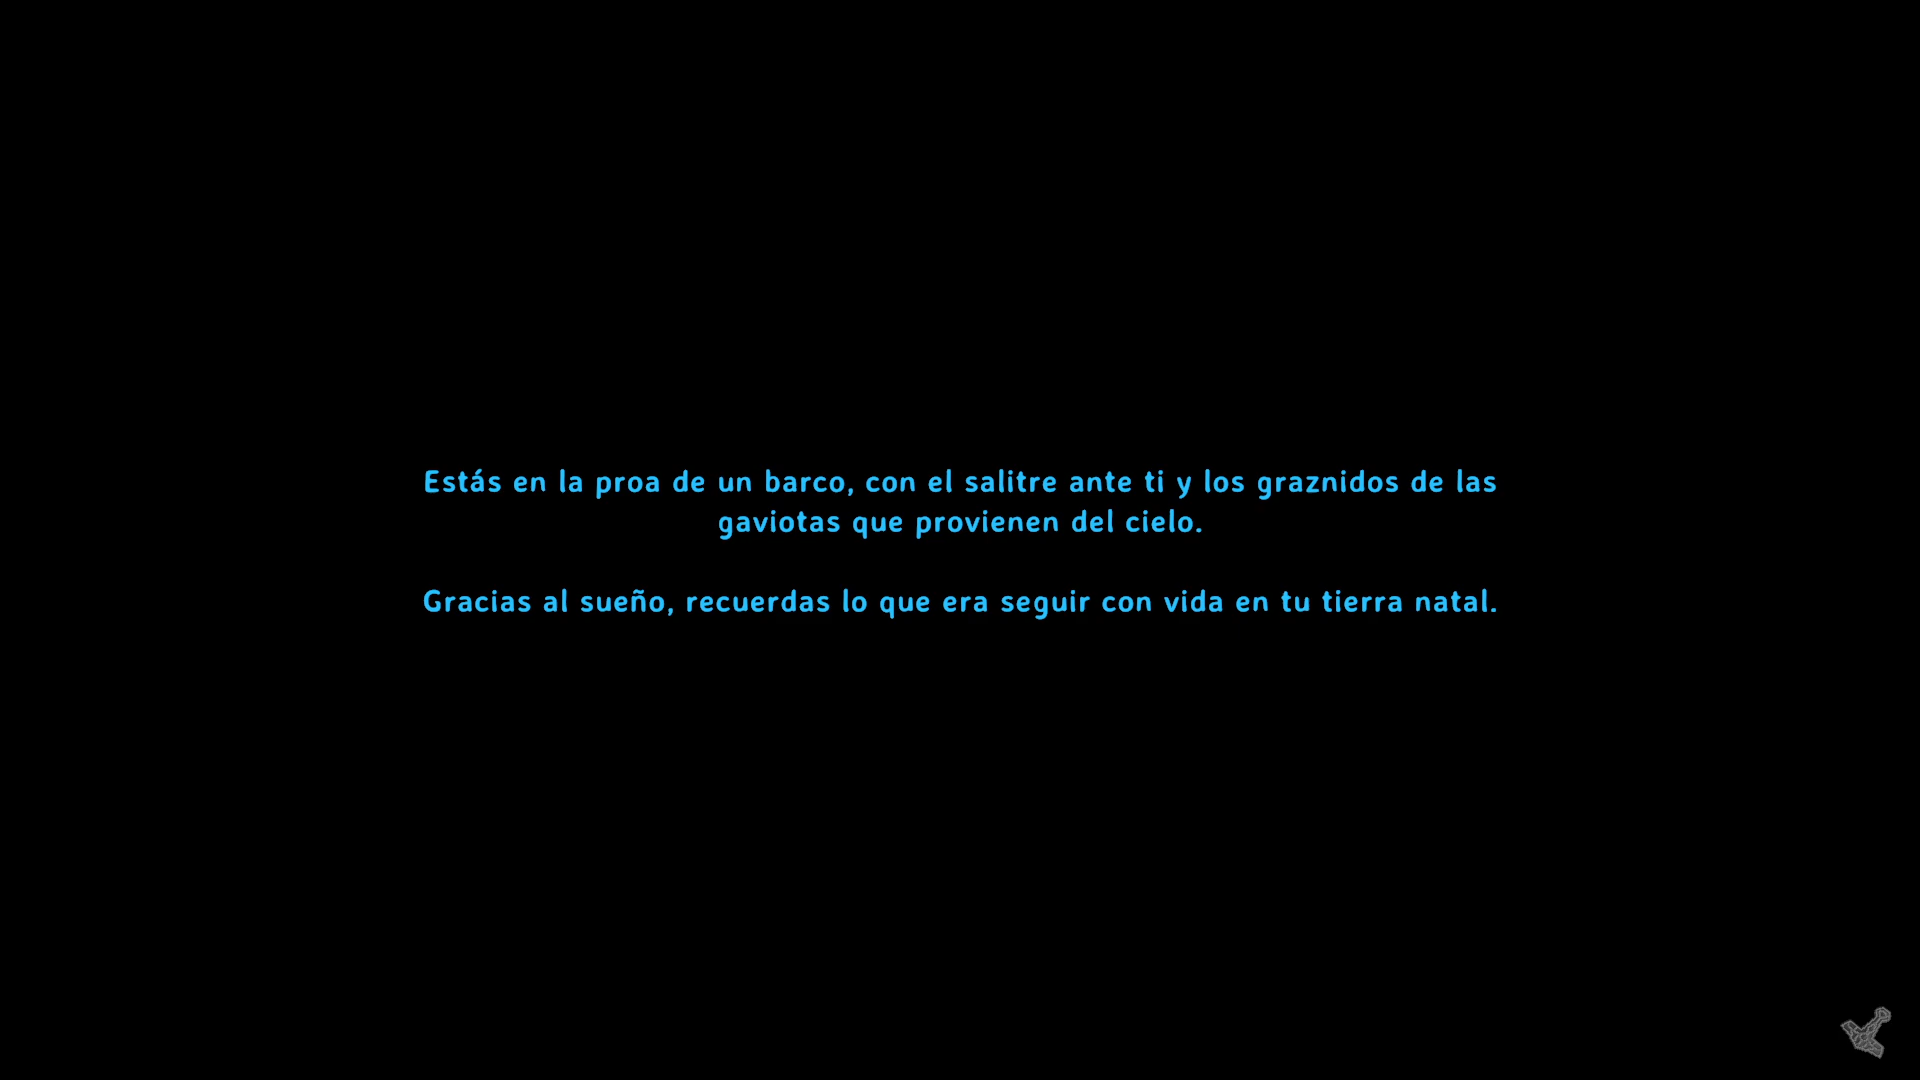 Estás en la proa de un barco, con el salitre ante ti y los graznidos de las
gaviotas que provienen del cielo.
Gracias al sueño, recuerdas lo que era seguir con vida en tu tierra natal.